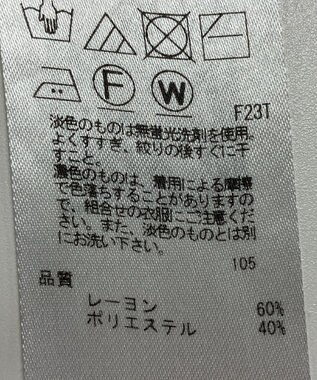 F W
F23T
淡色のものは無蛍光洗剤を使用。
よくすすぎ、絞りの後すぐに干
すこと。
濃色のものは、着用による摩擦
で色落ちすることがありますの
で、組合せの衣服にご注意くだ
さい。また、淡色のものとは別
にお洗い下さい。
105
品質
レーヨン 60%
ポリエステル 40%